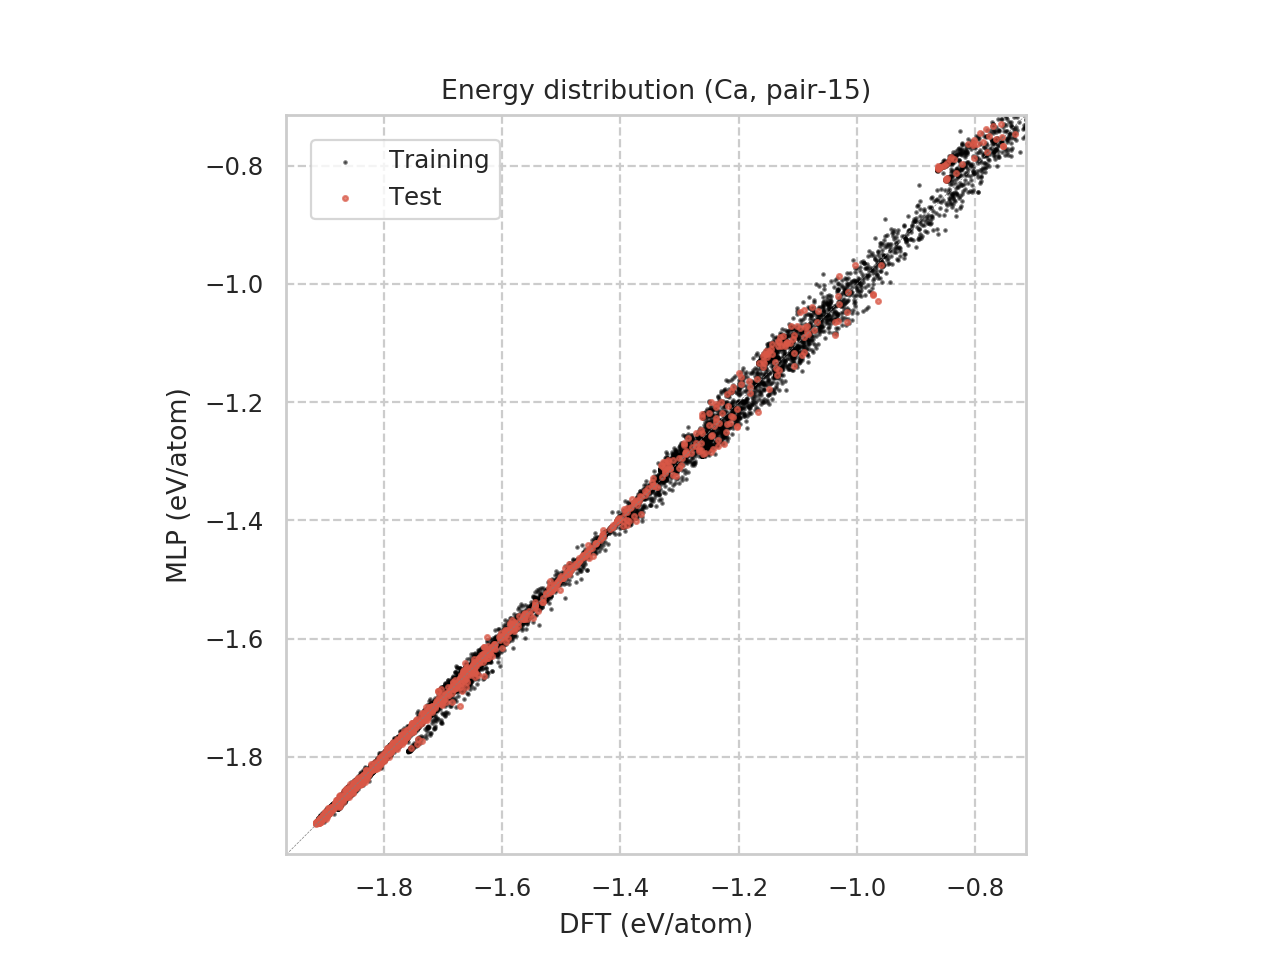 Energy distribution (Ca, pair-15)
Training
Test
−0.8
−1.0
−1.2
−1.4
−1.6
−1.8
MLP (eV/atom)
−1.8 −1.6 −1.4 −1.2 −1.0 −0.8
DFT (eV/atom)